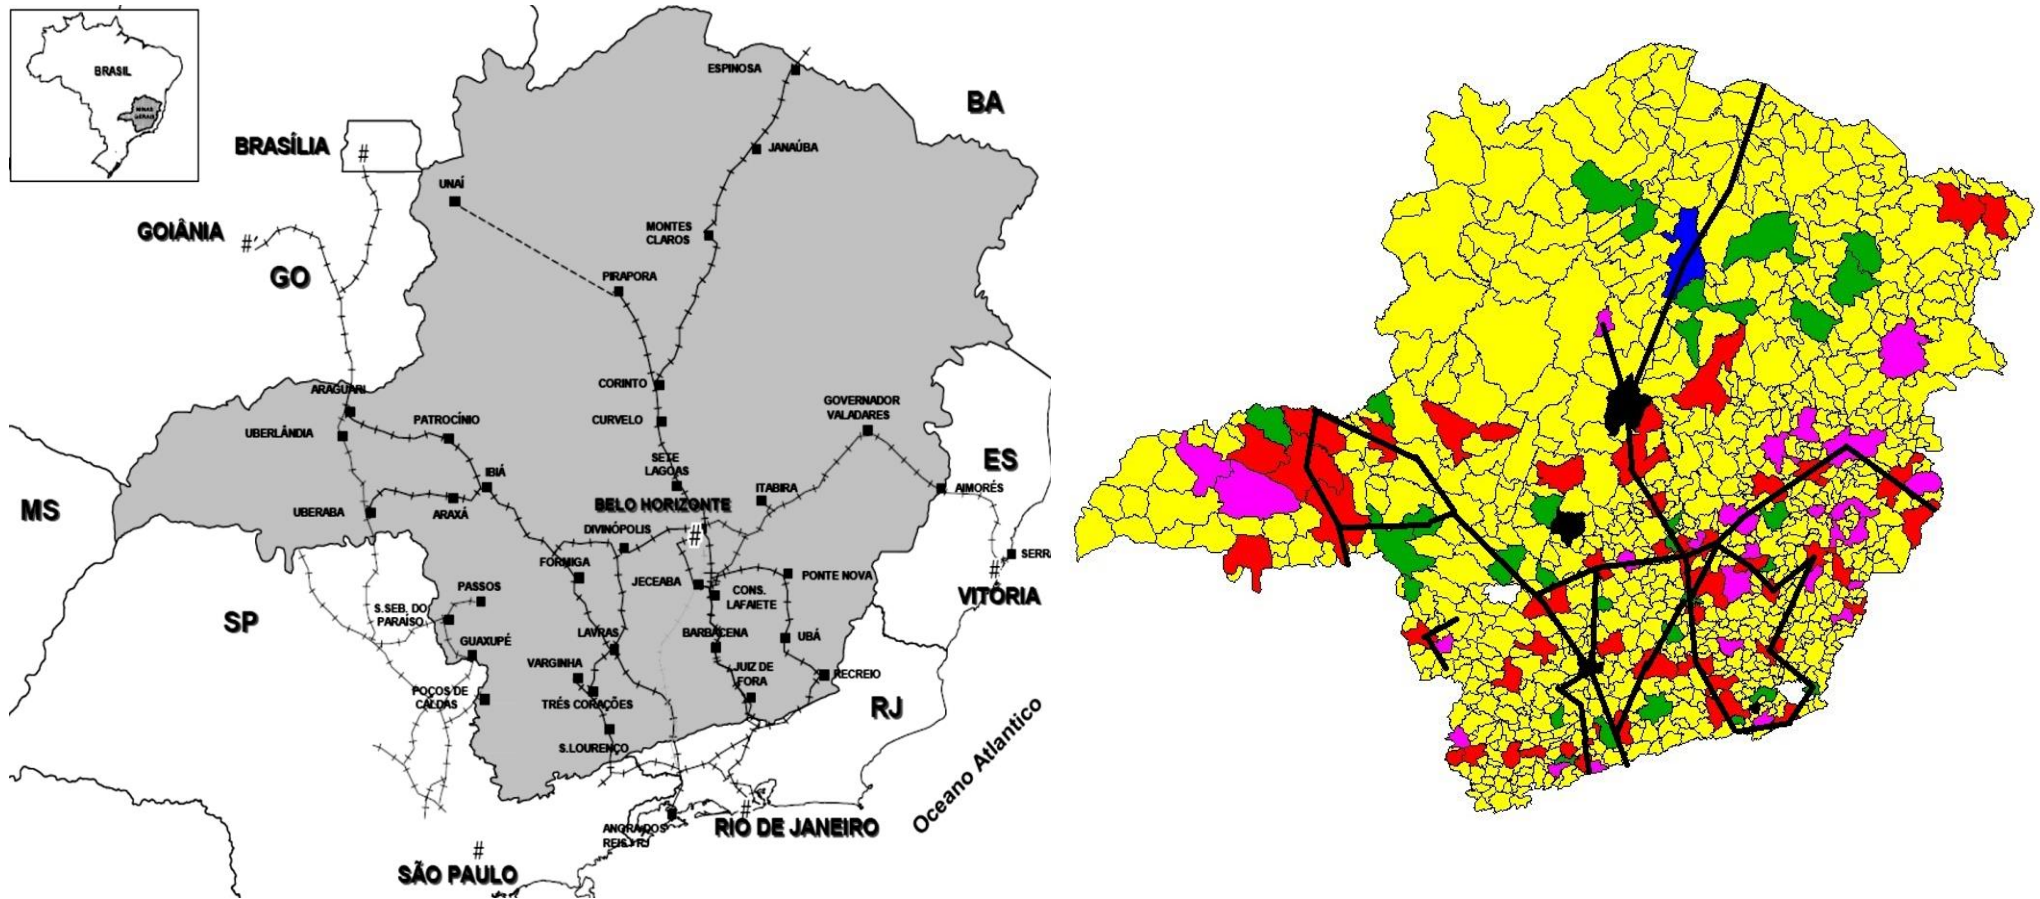 BRASIL
MINAS
GERAIS
ESPINOSA
BA
BRASÍLIA
#
JANAÚBA
UNAÍ
GOIÂNIA
#'
MONTES
CLAROS
GO
PIRAPORA
ARAGUARI
CORINTO
UBERLÂNDIA
PATROCÍNIO
CURVELO
GOVERNADOR
VALADARES
SETE
LAGOAS
ES
IBIÁ
ITABIRA
AIMORÉS
MS
UBERABA
ARAXÁ
BELO HORIZONTE
#'
DIVINÓPOLIS
FORMIGA
SERRA
#
VITÓRIA
JECEABA
PONTE NOVA
CONS.
LAFAIETE
PASSOS
S.SEB. DO
PARAÍSO
SP
GUAXUPÉ
LAVRAS
BARBACENA
UBÁ
VARGINHA
JUIZ DE
FORA
RECREIO
POÇOS DE
CALDAS
TRÊS CORAÇÕES
RJ
S.LOURENÇO
Oceano Atlantico
#
RIO DE JANEIRO
ANGRA DOS
REIS - RJ
#
SÃO PAULO
#